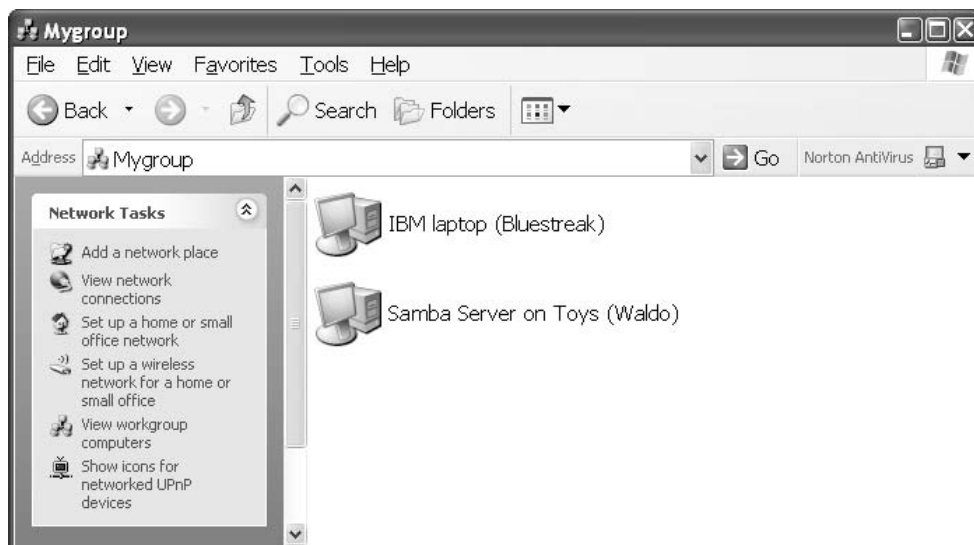 Mygroup
File Edit View Favorites Tools Help
Back Search Folders
Address Mygroup Go Norton AntiVirus
Network Tasks
Add a network place
View network
connections
Set up a home or small
office network
Set up a wireless
network for a home or
small office
View workgroup
computers
Show icons for
networked UPnP
devices
IBM laptop (Bluestreak)
Samba Server on Toys (Waldo)